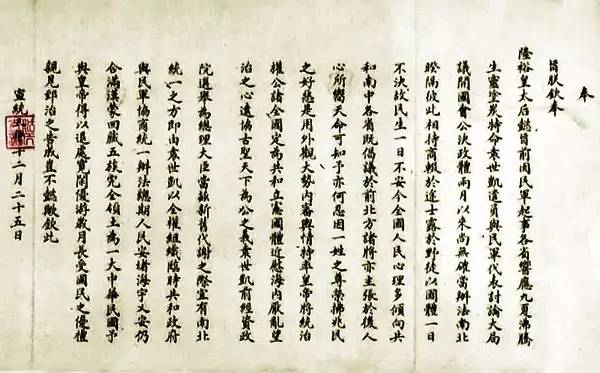 奉
旨朕欽奉
隆裕皇太后懿旨前因民軍起事各省響應九夏沸騰
生靈塗炭特命袁世凱遣員與民軍代表討論大局
議開國會公決政體兩月以來尚無確當辦法南北
暌隔彼此相持商輟於途士露於野徒以國體一日
不決故民生一日不安今全國人民心理多傾向共
和南中各省既倡議於前北方諸將亦主張於後人
心所嚮天命可知予亦何忍因一姓之尊榮拂兆民
之好惡是用外觀大勢內審輿情特率皇帝將統治
權公諸全國定為共和立憲國體近慰海內厭亂望
治之心遠協古聖天下為公之義袁世凱前經資政
院選舉為總理大臣當茲新舊代謝之際宜有南北
統一之方即由袁世凱以全權組織臨時共和政府
與民軍協商統一辦法總期人民安堵海宇乂安仍
合滿漢蒙回藏五族完全領土為一大中華民國予
與皇帝得以退處寬閒優游歲月長受國民之優禮
親見郅治之告成豈不懿歟欽此
宣統三年十二月二十五日